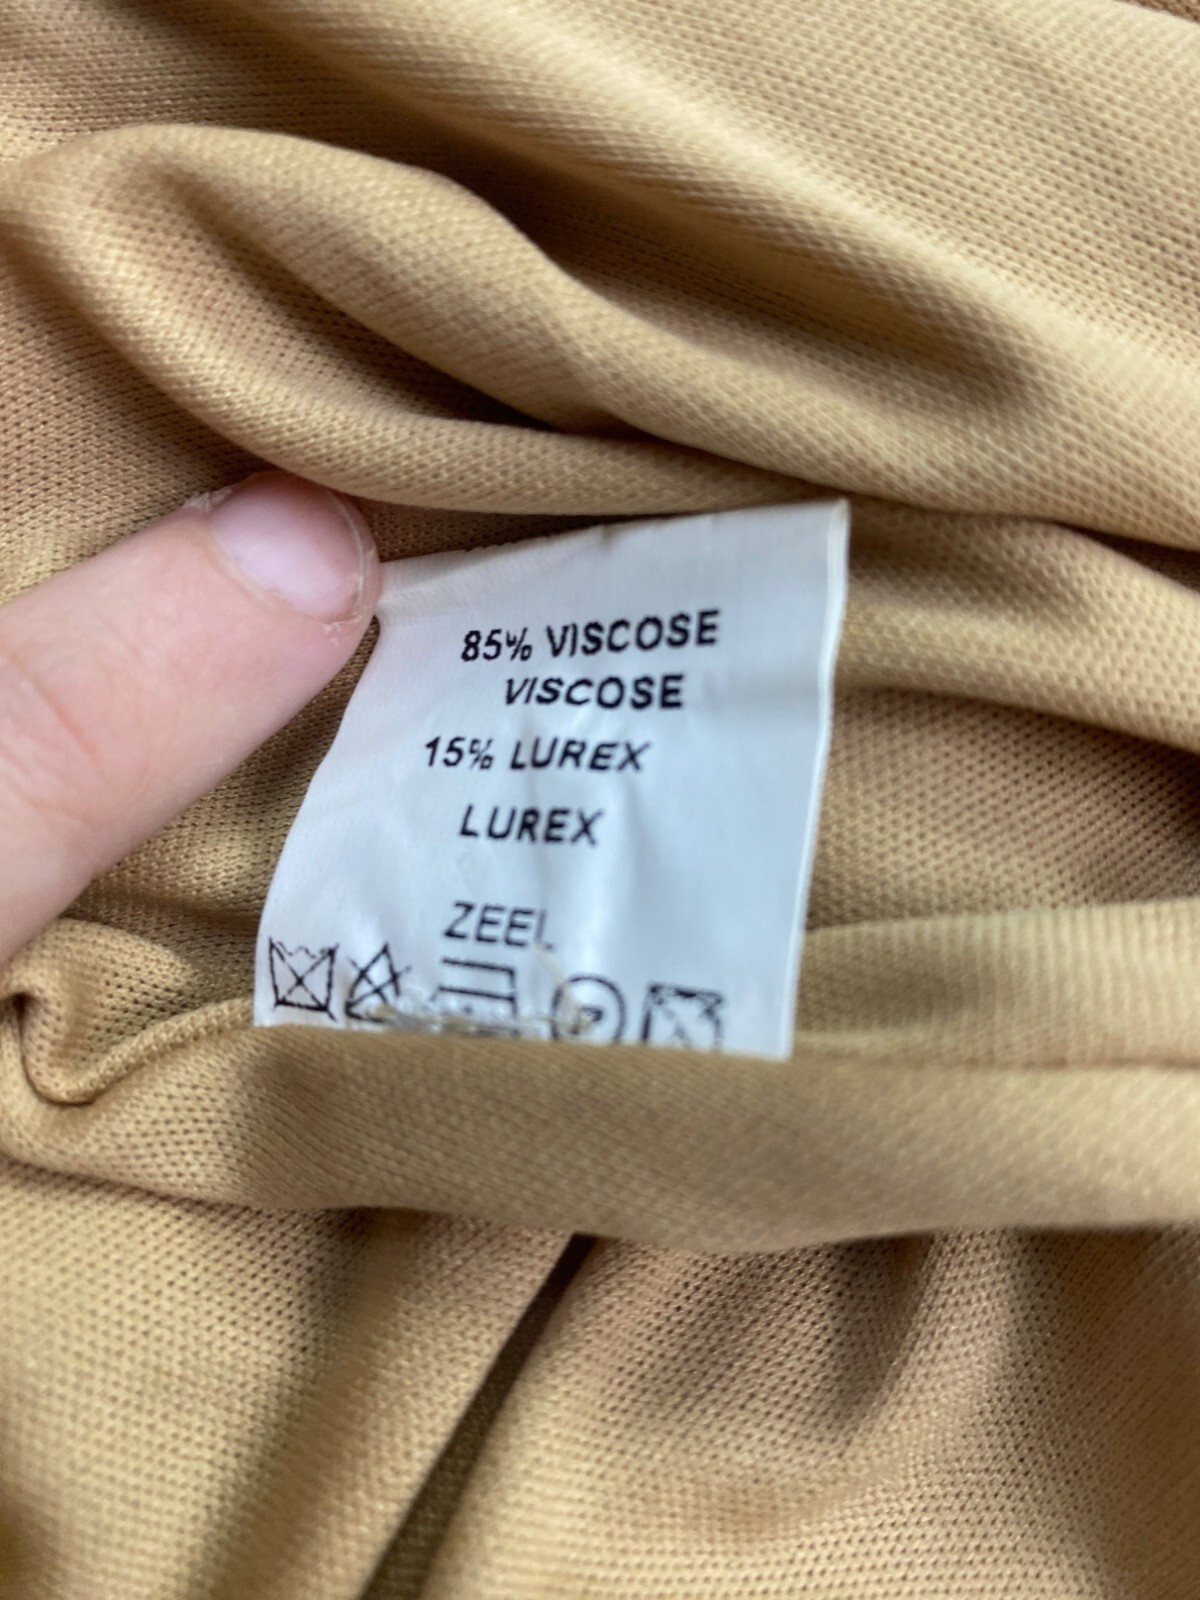 85% VISCOSE
VISCOSE
15% LUREX
LUREX
ZEEL